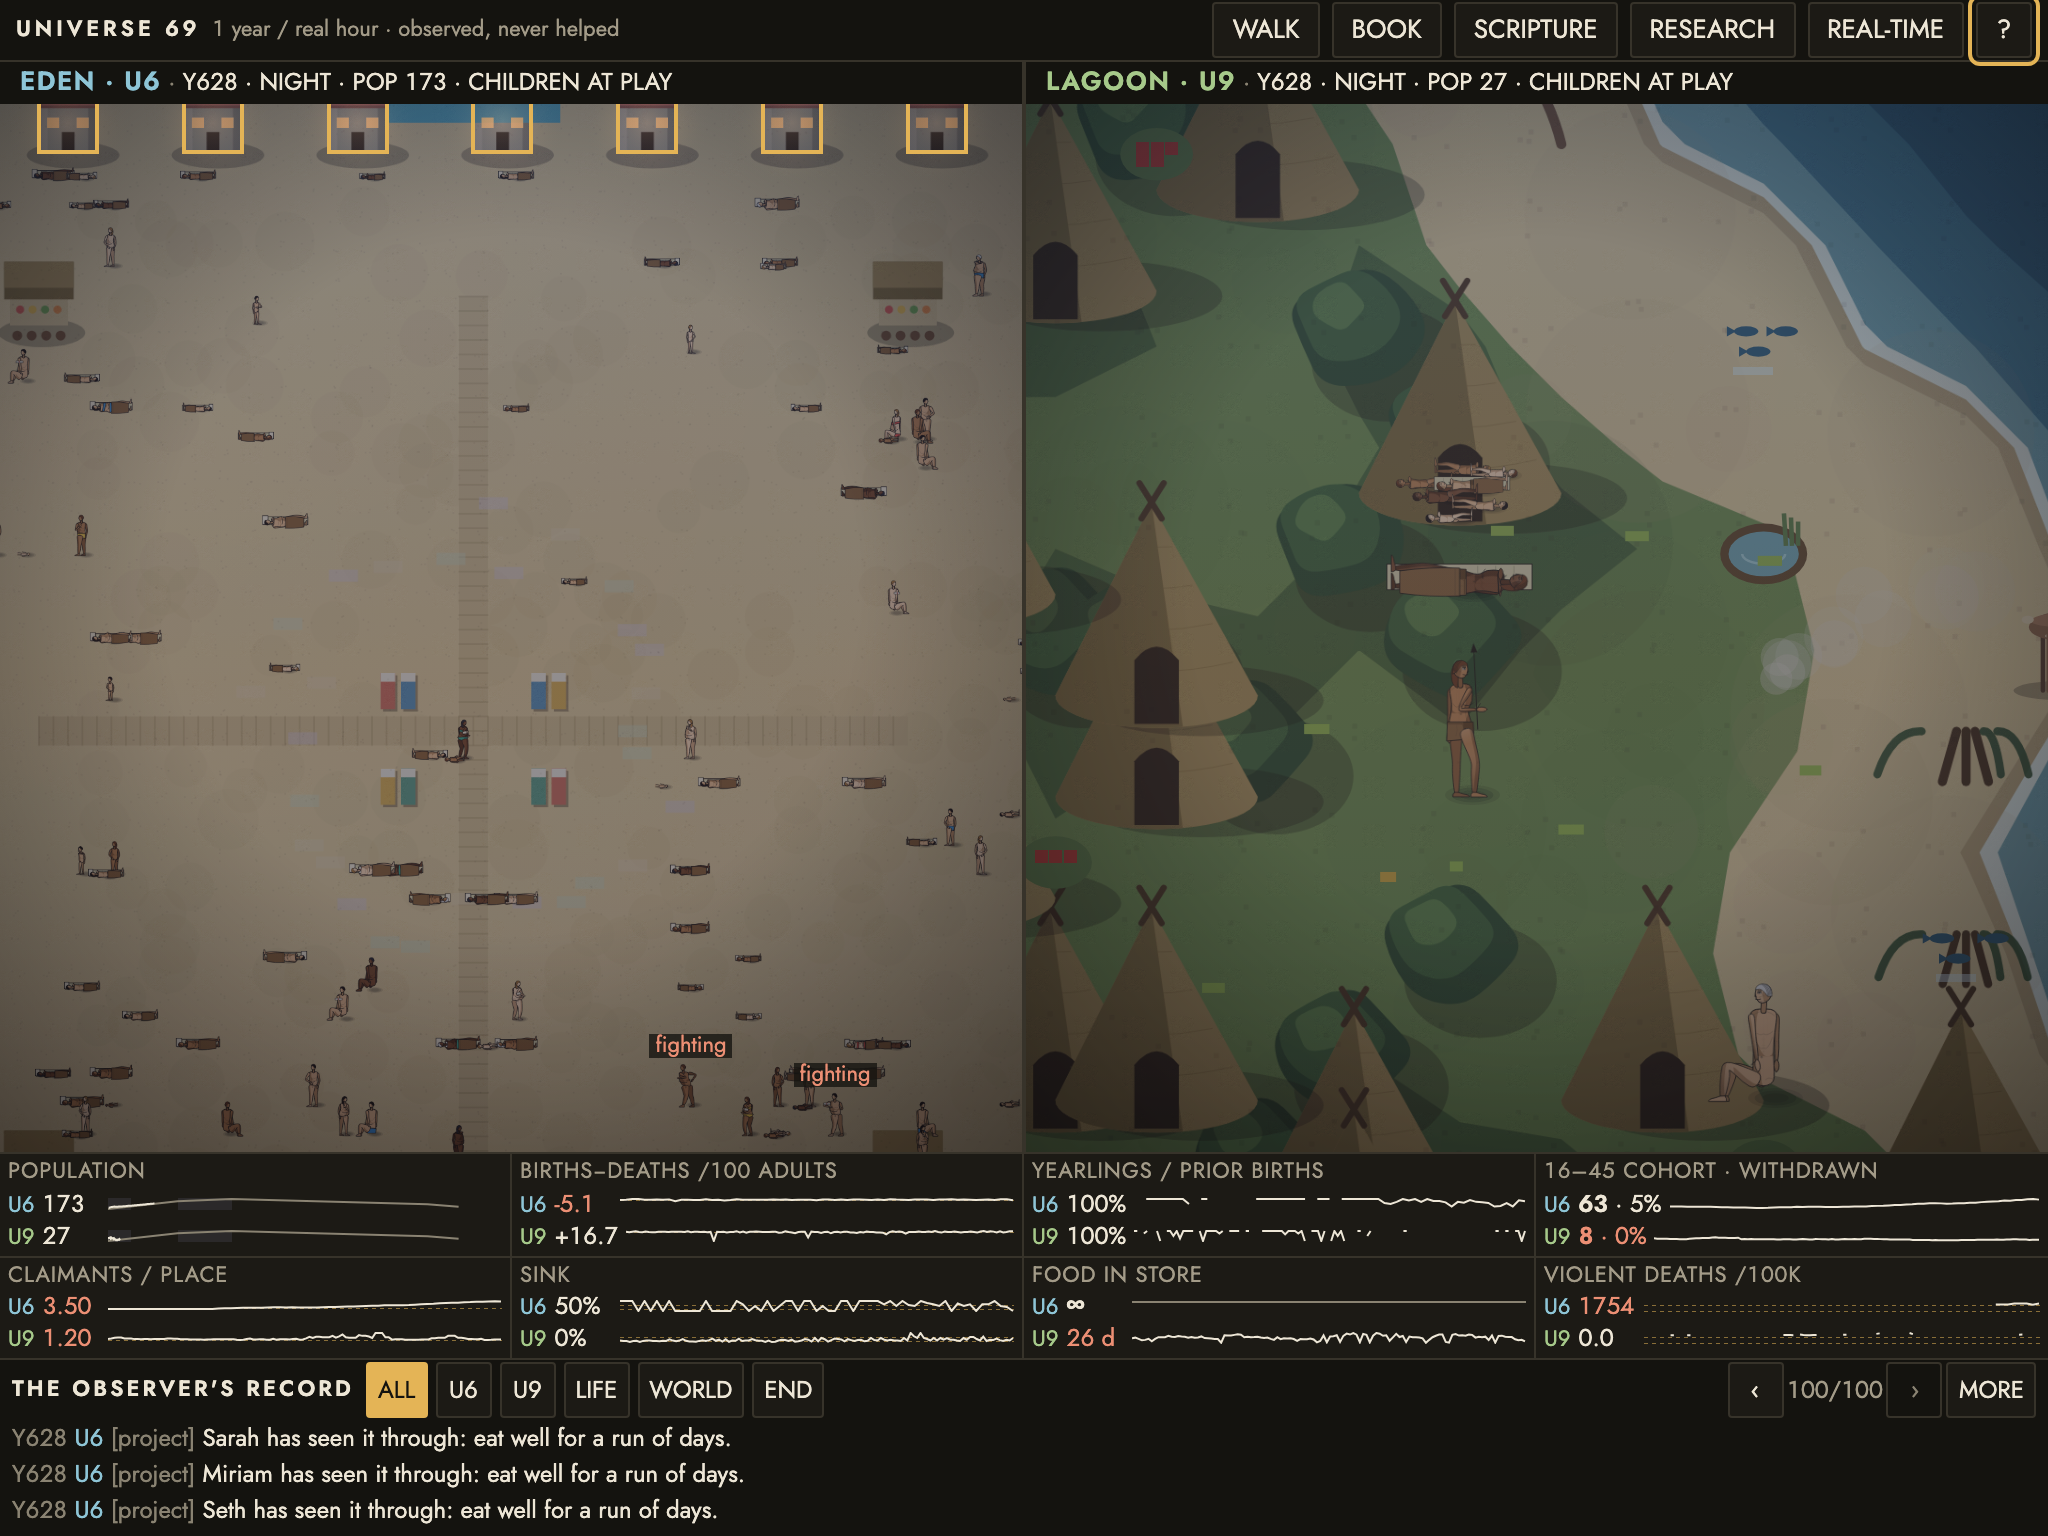 UNIVERSE 69 1 year / real hour · observed, never helped
WALK BOOK SCRIPTURE RESEARCH REAL-TIME ?
EDEN · U6 · Y628 · NIGHT · POP 173 · CHILDREN AT PLAY
LAGOON · U9 · Y628 · NIGHT · POP 27 · CHILDREN AT PLAY
fighting
fighting
POPULATION
U6 173
U9 27
BIRTHS–DEATHS /100 ADULTS
U6 -5.1
U9 +16.7
YEARLINGS / PRIOR BIRTHS
U6 100%
U9 100%
16–45 COHORT · WITHDRAWN
U6 63 · 5%
U9 8 · 0%
CLAIMANTS / PLACE
U6 3.50
U9 1.20
SINK
U6 50%
U9 0%
FOOD IN STORE
U6 ∞
U9 26 d
VIOLENT DEATHS /100K
U6 1754
U9 0.0
THE OBSERVER'S RECORD ALL U6 U9 LIFE WORLD END ‹ 100/100 › MORE
Y628 U6 [project] Sarah has seen it through: eat well for a run of days.
Y628 U6 [project] Miriam has seen it through: eat well for a run of days.
Y628 U6 [project] Seth has seen it through: eat well for a run of days.